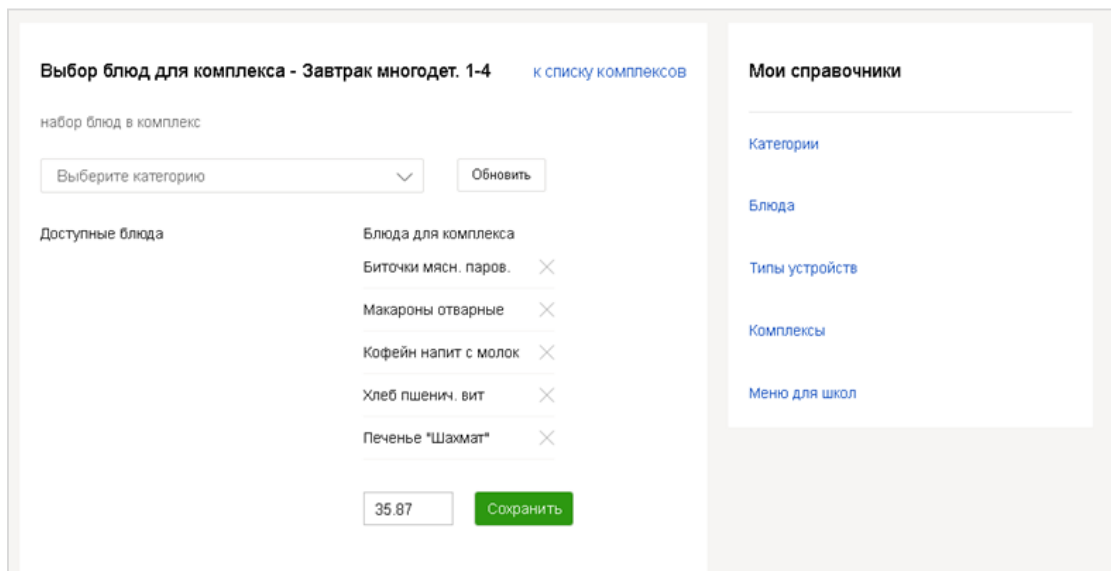 Выбор блюд для комплекса - Завтрак многодет. 1-4
к списку комплексов
набор блюд в комплекс
Выберите категорию
Обновить
Доступные блюда
Блюда для комплекса
Биточки мясн. паров.
Макароны отварные
Кофейн напит с молок
Хлеб пшенич. вит
Печенье "Шахмат"
35.87
Сохранить
Мои справочники
Категории
Блюда
Типы устройств
Комплексы
Меню для школ